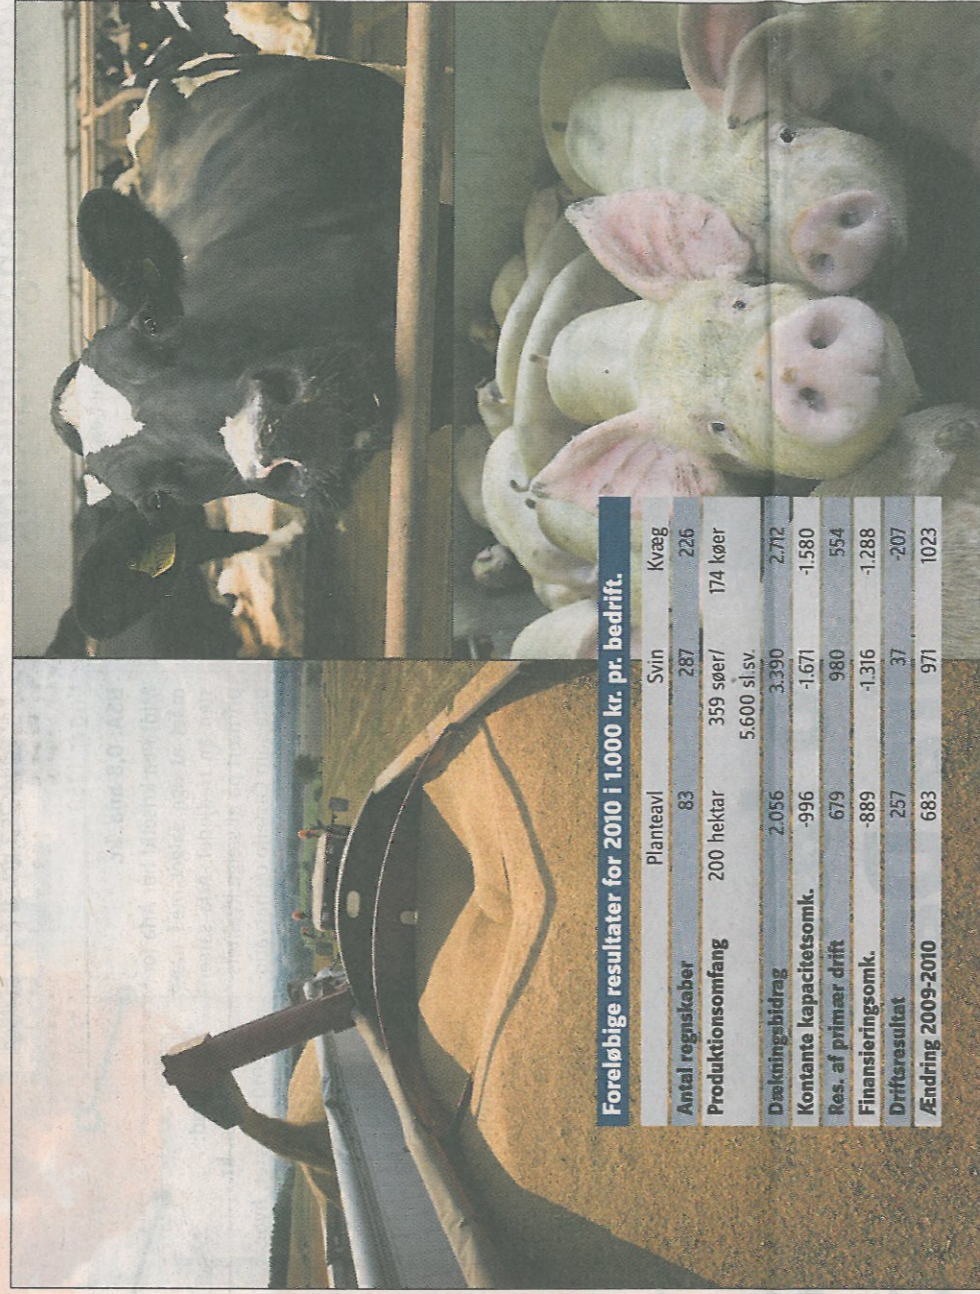 Foreløbige resultater for 2010 i 1.000 kr. pr. bedrift.
Planteavl Svin Kvæg
Antal regnskaber 83 287 226
Produktionsomfang 200 hektar 359 søer/ 174 køer
5.600 sl.sv.
Dækningsbidrag 2.056 3.390 2.712
Kontante kapacitetsomk. -996 -1.671 -1.580
Res. af primær drift 679 980 554
Finansieringsomk. -889 -1.316 -1.288
Driftsresultat 257 37 -207
Ændring 2009-2010 683 971 1023